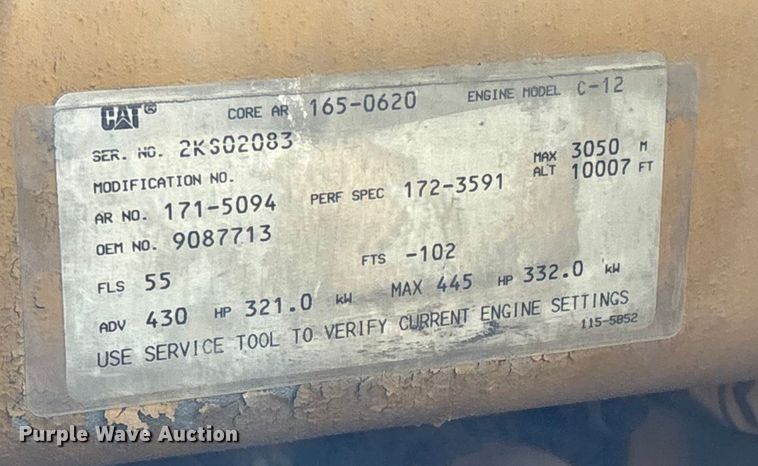 CAT® CORE AR 165-0620 ENGINE MODEL C-12
SER. NO. 2KS02083
MODIFICATION NO.
AR NO. 171-5094 PERF SPEC 172-3591 MAX ALT 3050 M 10007 FT
OEM NO. 9087713
FLS 55 FTS -102
ADV 430 HP 321.0 kW MAX 445 HP 332.0 kW
USE SERVICE TOOL TO VERIFY CURRENT ENGINE SETTINGS
115-5852
Purple Wave Auction